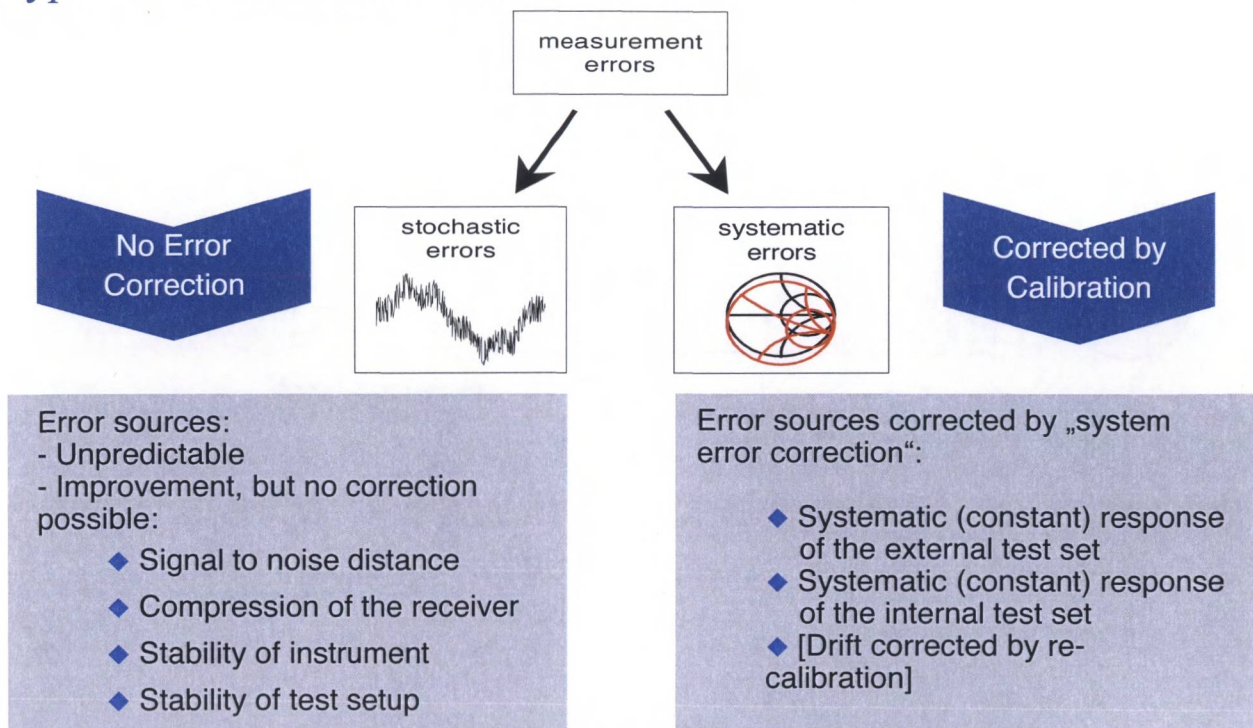 measurement
errors
No Error
Correction
stochastic
errors
systematic
errors
Corrected by
Calibration
Error sources:
- Unpredictable
- Improvement, but no correction
possible:
◆ Signal to noise distance
◆ Compression of the receiver
◆ Stability of instrument
◆ Stability of test setup
Error sources corrected by „system
error correction“:
◆ Systematic (constant) response
of the external test set
◆ Systematic (constant) response
of the internal test set
◆ [Drift corrected by re-
calibration]